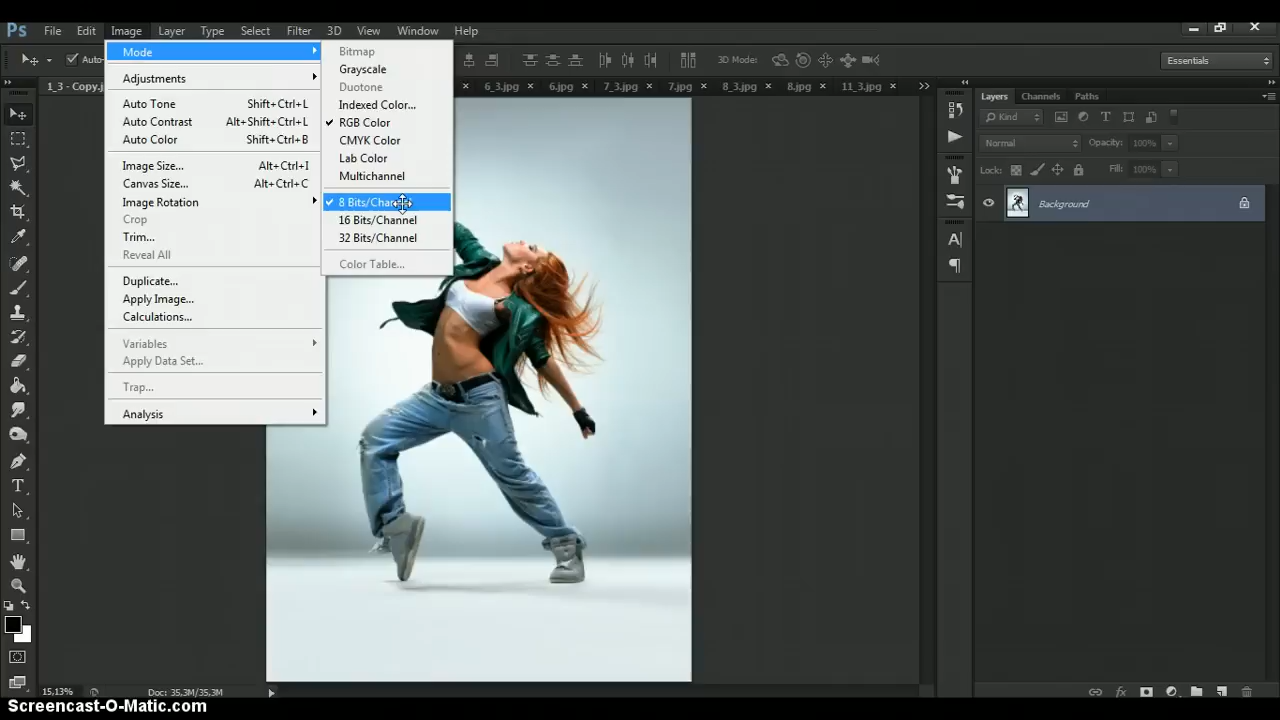 Ps File Edit Image Layer Type Select Filter 3D View Window Help
Auto- 3D Mode: Essentials
1_3 - Copy.j 6_3.jpg × 6.jpg × 7_3.jpg × 7.jpg × 8_3.jpg × 8.jpg × 11_3.jpg ×
Mode
Adjustments
Auto Tone Shift+Ctrl+L
Auto Contrast Alt+Shift+Ctrl+L
Auto Color Shift+Ctrl+B
Image Size... Alt+Ctrl+I
Canvas Size... Alt+Ctrl+C
Image Rotation
Crop
Trim...
Reveal All
Duplicate...
Apply Image...
Calculations...
Variables
Apply Data Set...
Trap...
Analysis
Bitmap
Grayscale
Duotone
Indexed Color...
RGB Color
CMYK Color
Lab Color
Multichannel
8 Bits/Channel
16 Bits/Channel
32 Bits/Channel
Color Table...
Layers Channels Paths
Kind
Normal Opacity: 100%
Lock: Fill: 100%
Background
15,13% Doc: 35,3M/35,3M
Screencast-O-Matic.com